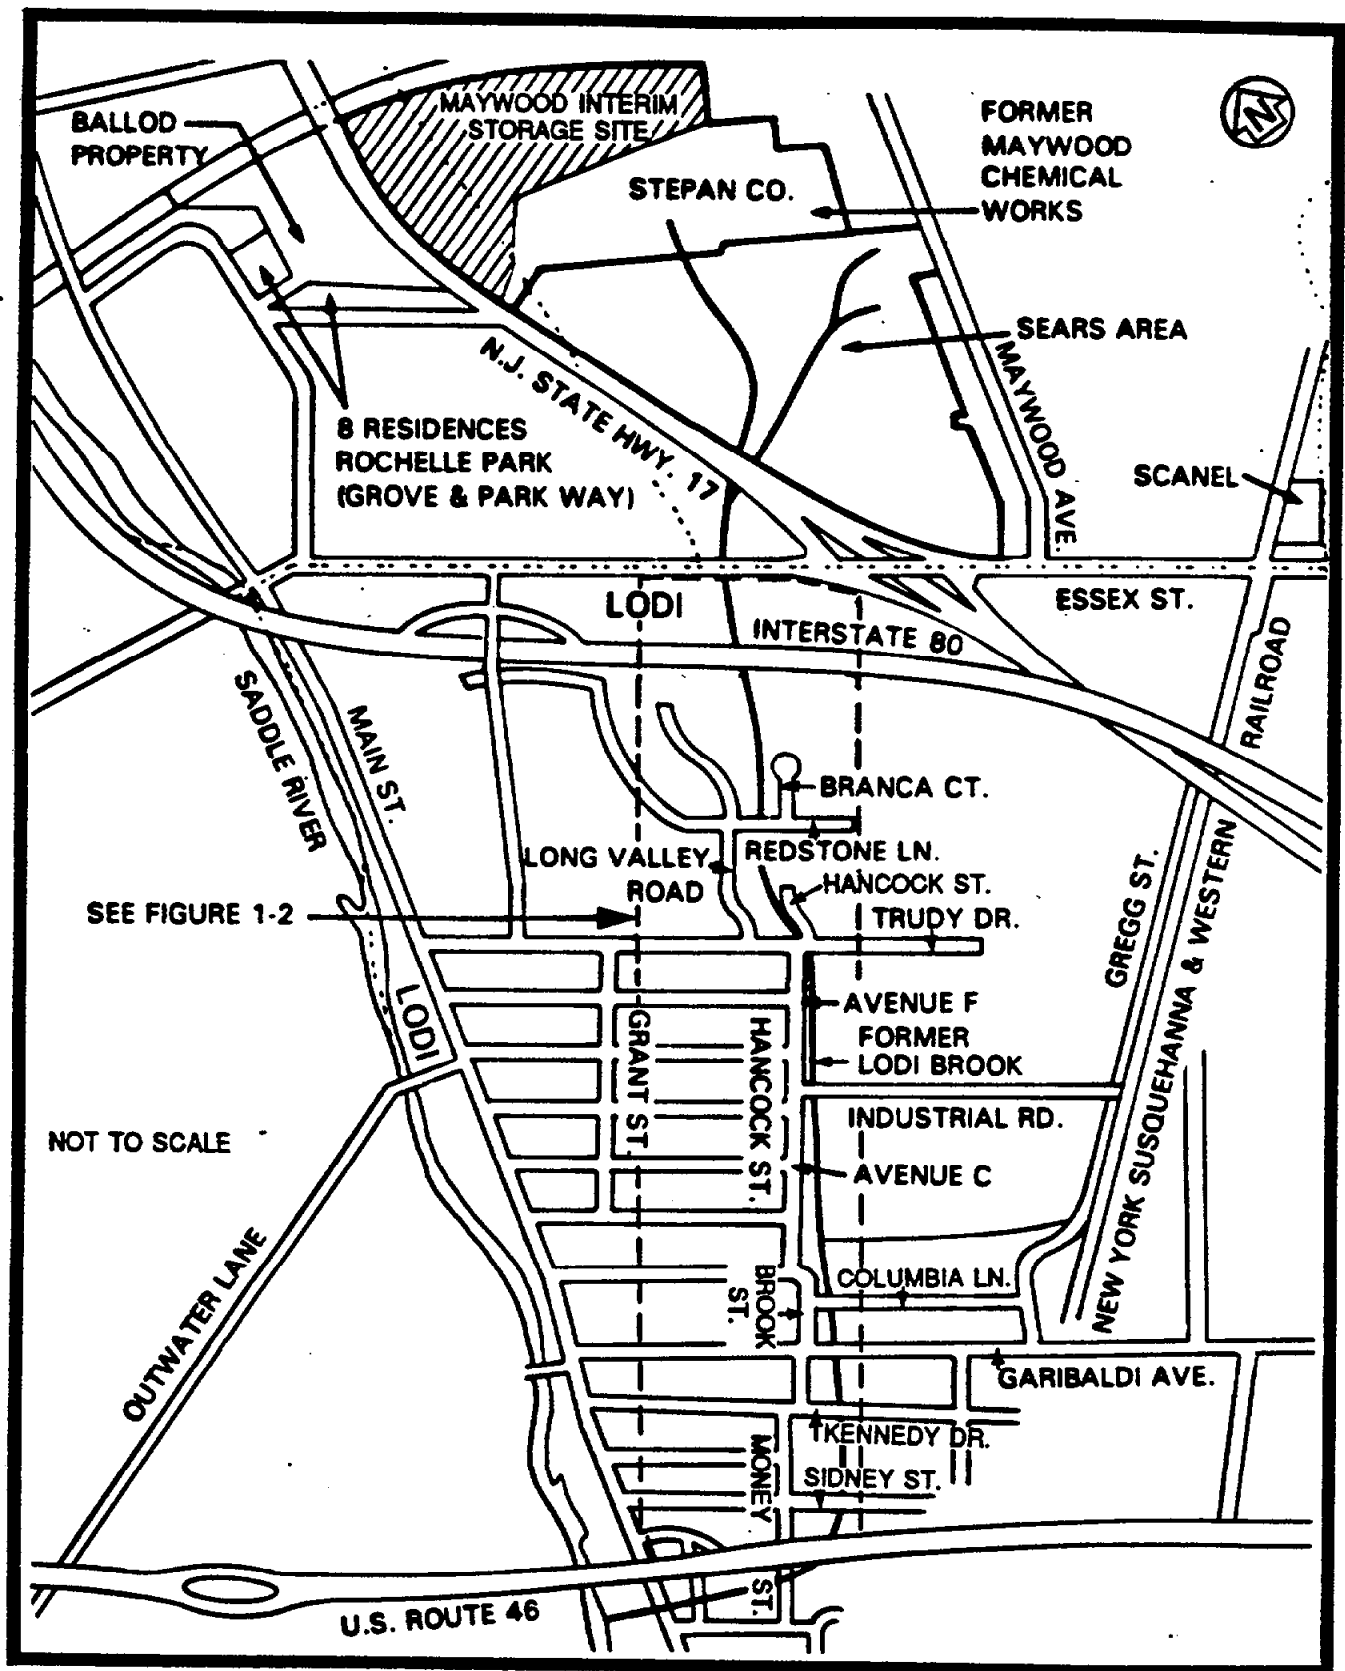 MAYWOOD INTERIM
STORAGE SITE
BALLOD
PROPERTY
FORMER
MAYWOOD
CHEMICAL
WORKS
N
STEPAN CO.
SEARS AREA
N.J. STATE HWY. 17
MAYWOOD AVE.
8 RESIDENCES
ROCHELLE PARK
(GROVE & PARK WAY)
SCANEL
LODI
ESSEX ST.
INTERSTATE 80
SADDLE RIVER
MAIN ST.
RAILROAD
BRANCA CT.
LONG VALLEY
ROAD
REDSTONE LN.
HANCOCK ST.
TRUDY DR.
SEE FIGURE 1-2
GREGG ST.
NEW YORK SUSQUEHANNA & WESTERN
LODI
GRANT ST.
HANCOCK ST.
AVENUE F
FORMER
LODI BROOK
INDUSTRIAL RD.
NOT TO SCALE
AVENUE C
OUTWATER LANE
BROOK
ST.
COLUMBIA LN.
GARIBALDI AVE.
KENNEDY DR.
MONEY
ST.
SIDNEY ST.
U.S. ROUTE 46